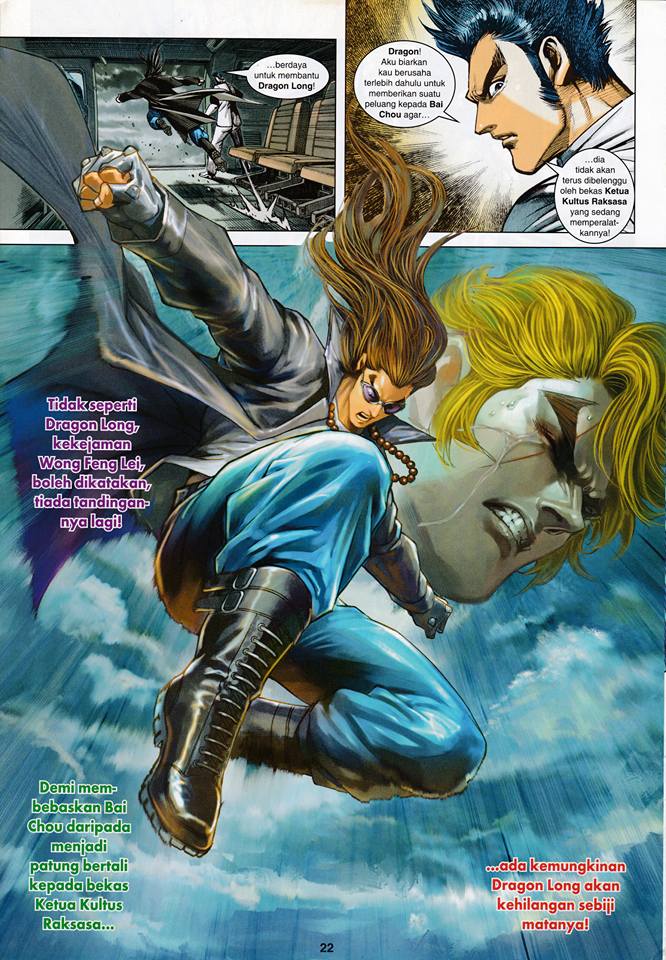 ...berdaya
untuk membantu
Dragon Long!
Dragon!
Aku biarkan
kau berusaha
terlebih dahulu untuk
memberikan suatu
peluang kepada Bai
Chou agar...
...dia
tidak akan
terus dibelenggu
oleh bekas Ketua
Kultus Raksasa
yang sedang
memperalat-
kannya!
Tidak seperti
Dragon Long,
kekejaman
Wong Feng Lei,
boleh dikatakan,
tiada tandingan-
nya lagi!
Demi mem-
bebaskan Bai
Chou daripada
menjadi
patung bertali
kepada bekas
Ketua Kultus
Raksasa...
...ada kemungkinan
Dragon Long akan
kehilangan sebiji
matanya!
22